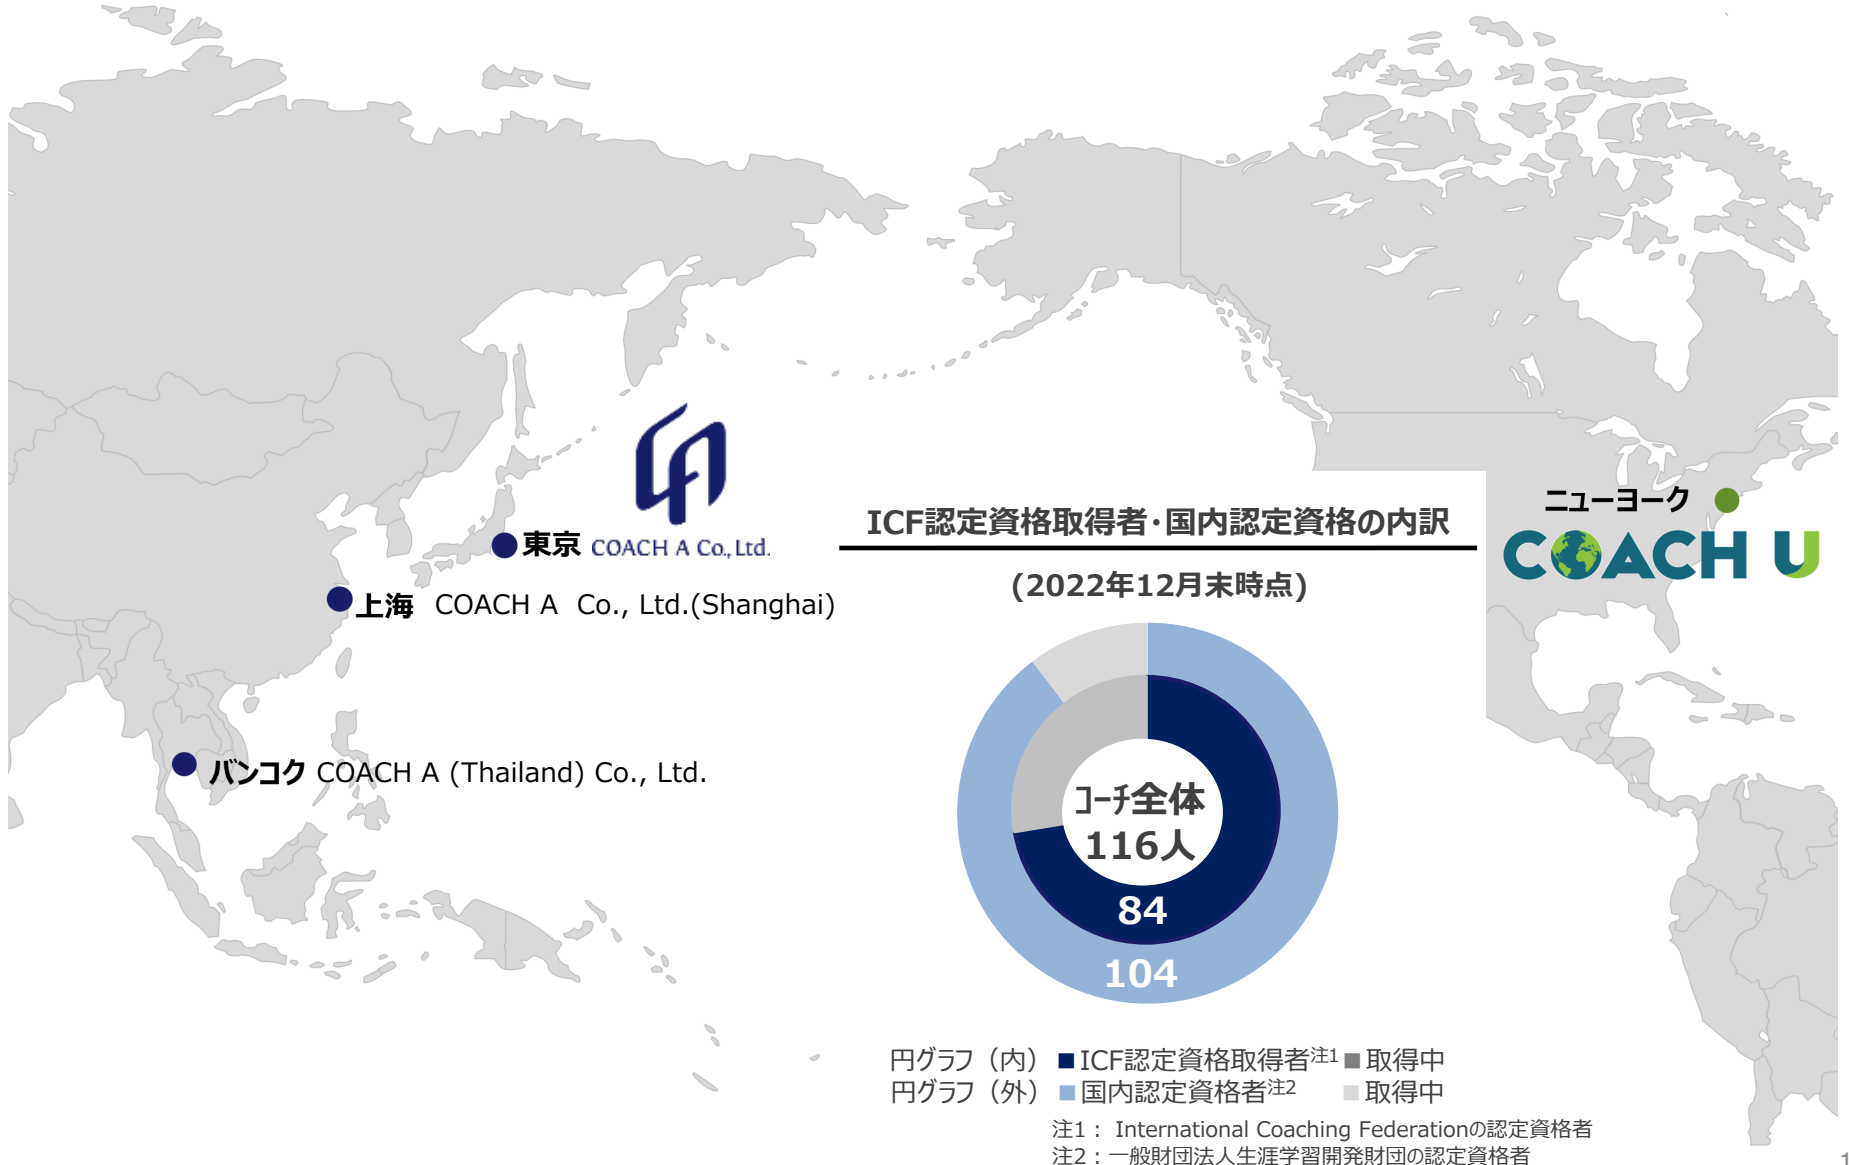 東京
COACH A Co., Ltd.
上海 COACH A Co., Ltd.(Shanghai)
バンコク COACH A (Thailand) Co., Ltd.
ニューヨーク
COACH U
ICF認定資格取得者・国内認定資格の内訳
(2022年12月末時点)
コーチ全体
116人
84
104
円グラフ（内） ■ICF認定資格取得者注1 ■取得中
円グラフ（外） ■国内認定資格者注2 ■取得中
注1： International Coaching Federationの認定資格者
注2：一般財団法人生涯学習開発財団の認定資格者